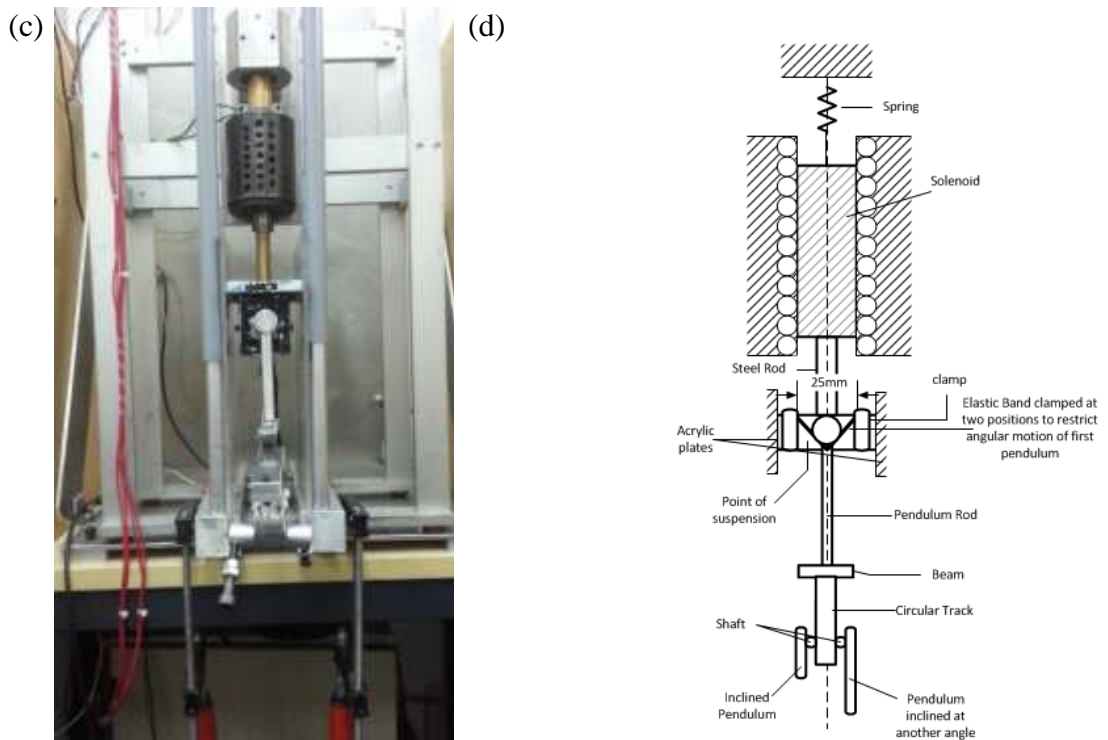 (c)
(d)
Spring
Solenoid
Steel Rod
25mm
clamp
Elastic Band clamped at
two positions to restrict
angular motion of first
pendulum
Acrylic
plates
Point of
suspension
Pendulum Rod
Beam
Circular Track
Shaft
Inclined
Pendulum
Pendulum
inclined at
another angle